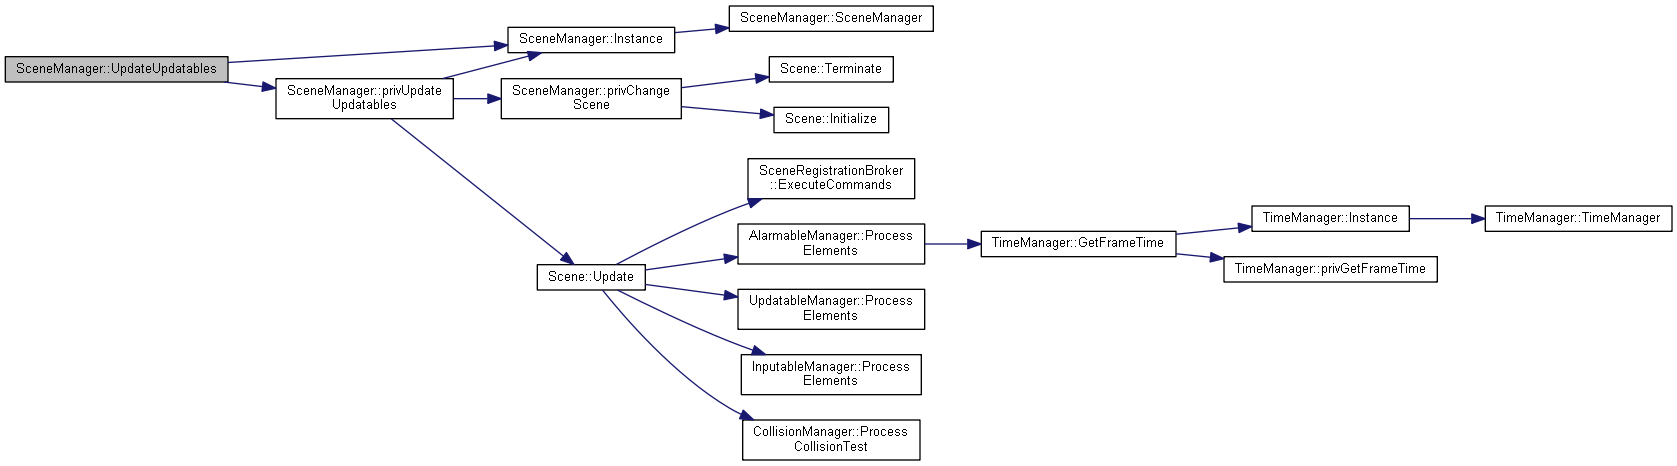 SceneManager::UpdateUpdatables
SceneManager::Instance
SceneManager::SceneManager
SceneManager::privUpdate
Updatables
SceneManager::privChange
Scene
Scene::Terminate
Scene::Initialize
Scene::Update
SceneRegistrationBroker
::ExecuteCommands
AlarmableManager::Process
Elements
UpdatableManager::Process
Elements
InputableManager::Process
Elements
CollisionManager::Process
CollisionTest
TimeManager::GetFrameTime
TimeManager::Instance
TimeManager::TimeManager
TimeManager::privGetFrameTime